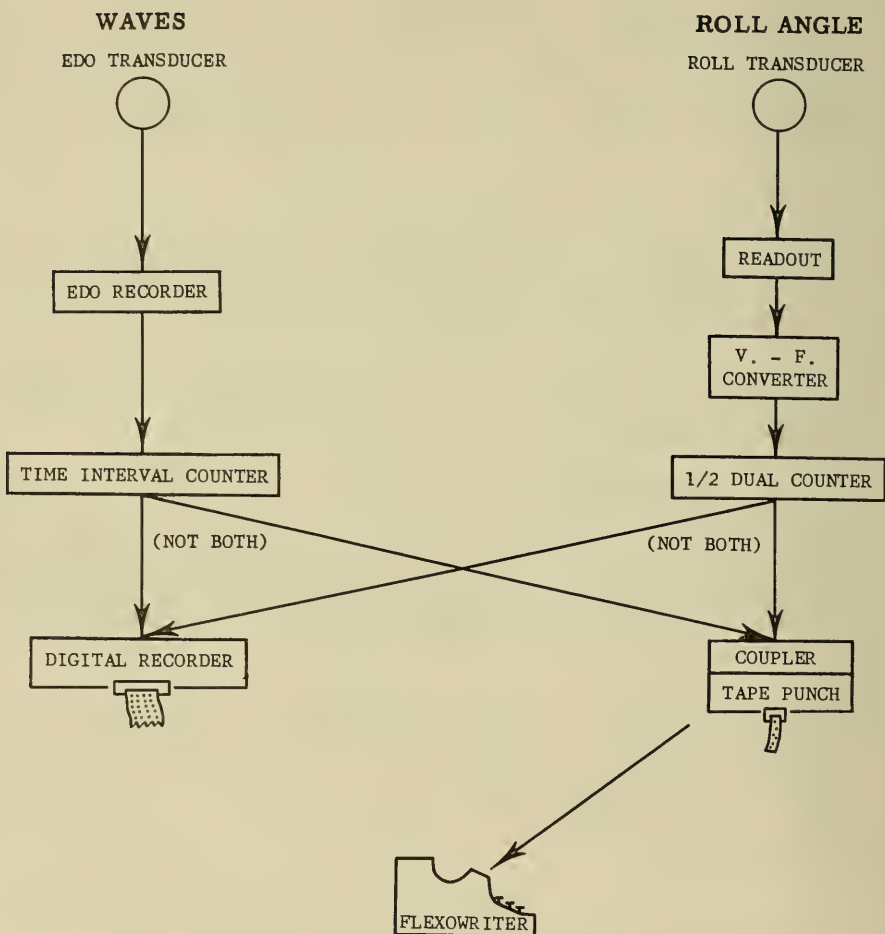 WAVES
EDO TRANSDUCER
EDO RECORDER
TIME INTERVAL COUNTER
(NOT BOTH)
DIGITAL RECORDER
ROLL ANGLE
ROLL TRANSDUCER
READOUT
V. - F.
CONVERTER
1/2 DUAL COUNTER
(NOT BOTH)
COUPLER
TAPE PUNCH
FLEXOWRITER